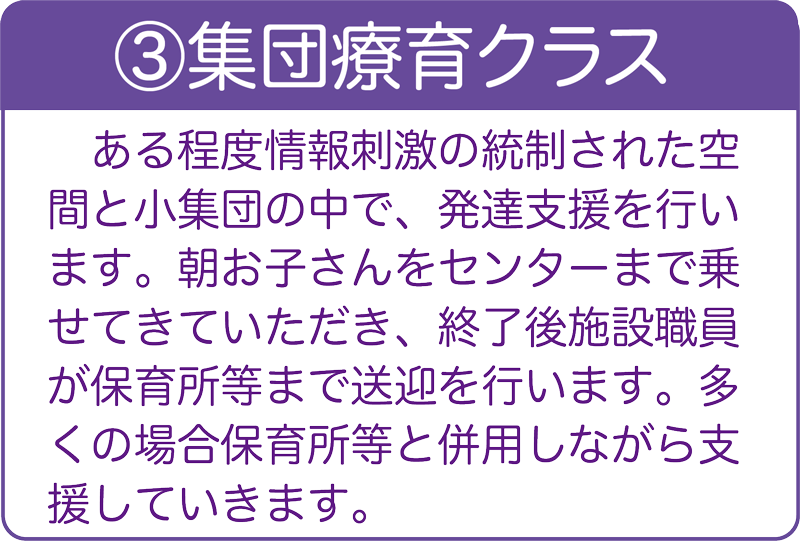 ③集団療育クラス
　ある程度情報刺激の統制された空
間と小集団の中で、発達支援を行い
ます。朝お子さんをセンターまで乗
せてきていただき、終了後施設職員
が保育所等まで送迎を行います。多
くの場合保育所等と併用しながら支
援していきます。